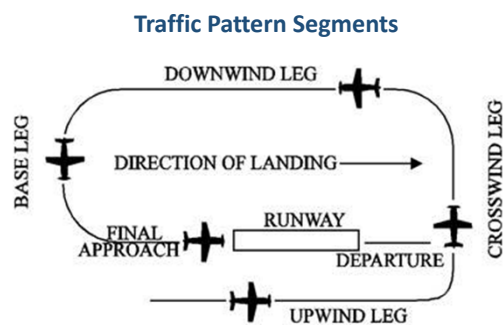 Traffic Pattern Segments
DOWNWIND LEG
BASE LEG
DIRECTION OF LANDING
CROSSWIND LEG
RUNWAY
FINAL
APPROACH
DEPARTURE
UPWIND LEG